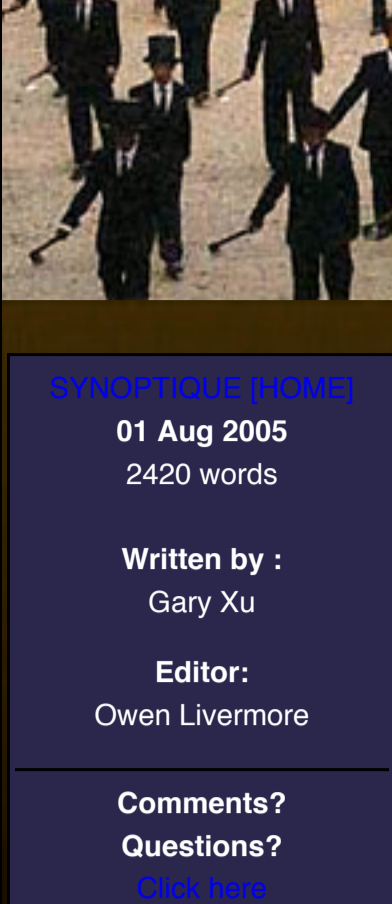 SYNOPTIQUE [HOME]
01 Aug 2005
2420 words
Written by :
Gary Xu
Editor:
Owen Livermore
Comments?
Questions?
Click here